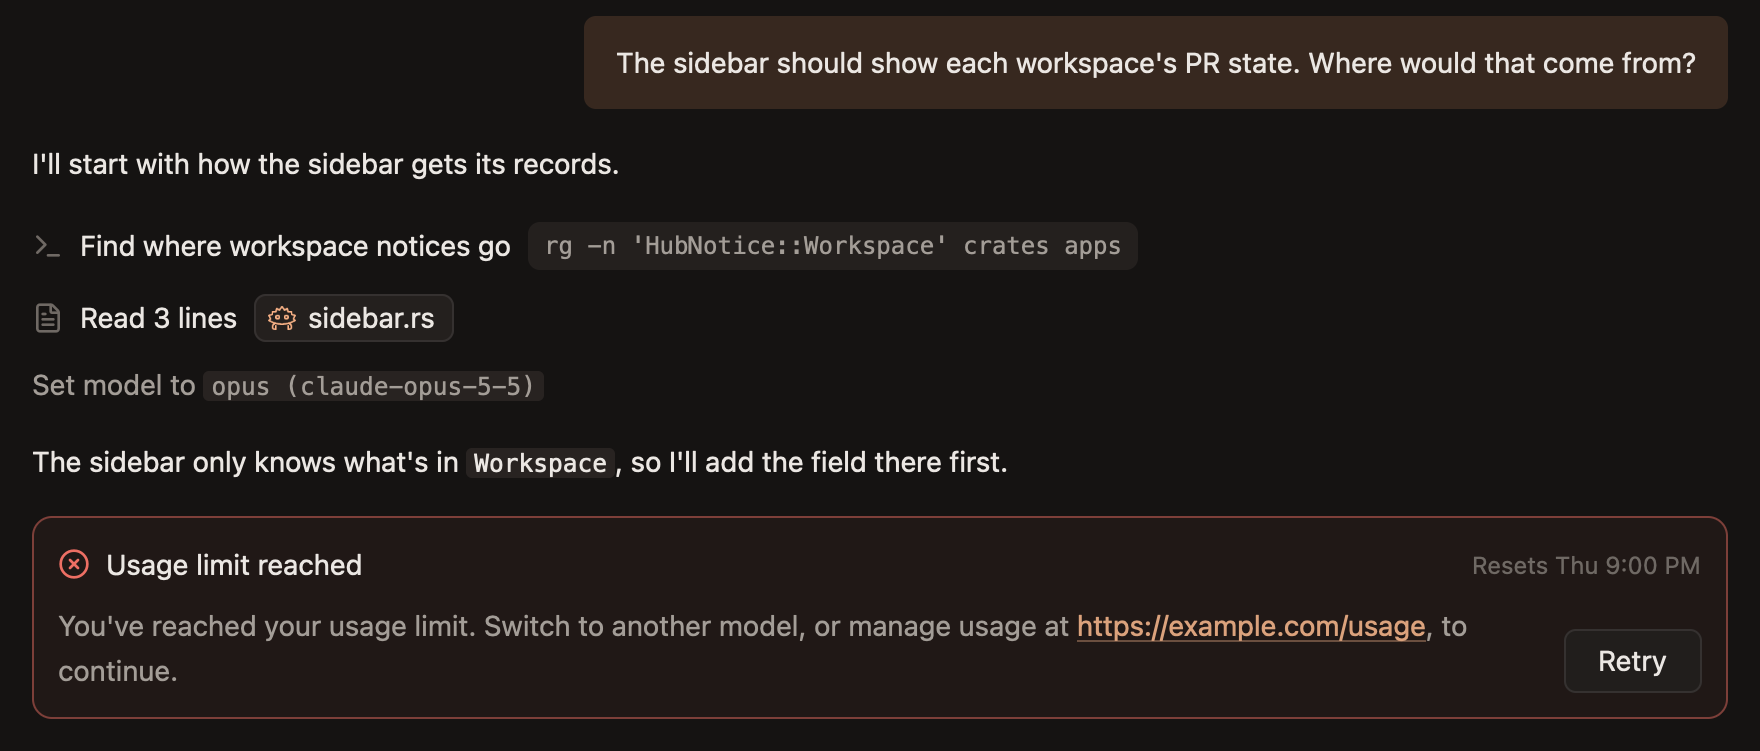 The sidebar should show each workspace's PR state. Where would that come from?
I'll start with how the sidebar gets its records.
Find where workspace notices go rg -n 'HubNotice::Workspace' crates apps
Read 3 lines sidebar.rs
Set model to opus (claude-opus-5-5)
The sidebar only knows what's in Workspace, so I'll add the field there first.
Usage limit reached Resets Thu 9:00 PM
You've reached your usage limit. Switch to another model, or manage usage at https://example.com/usage, to
continue.
Retry